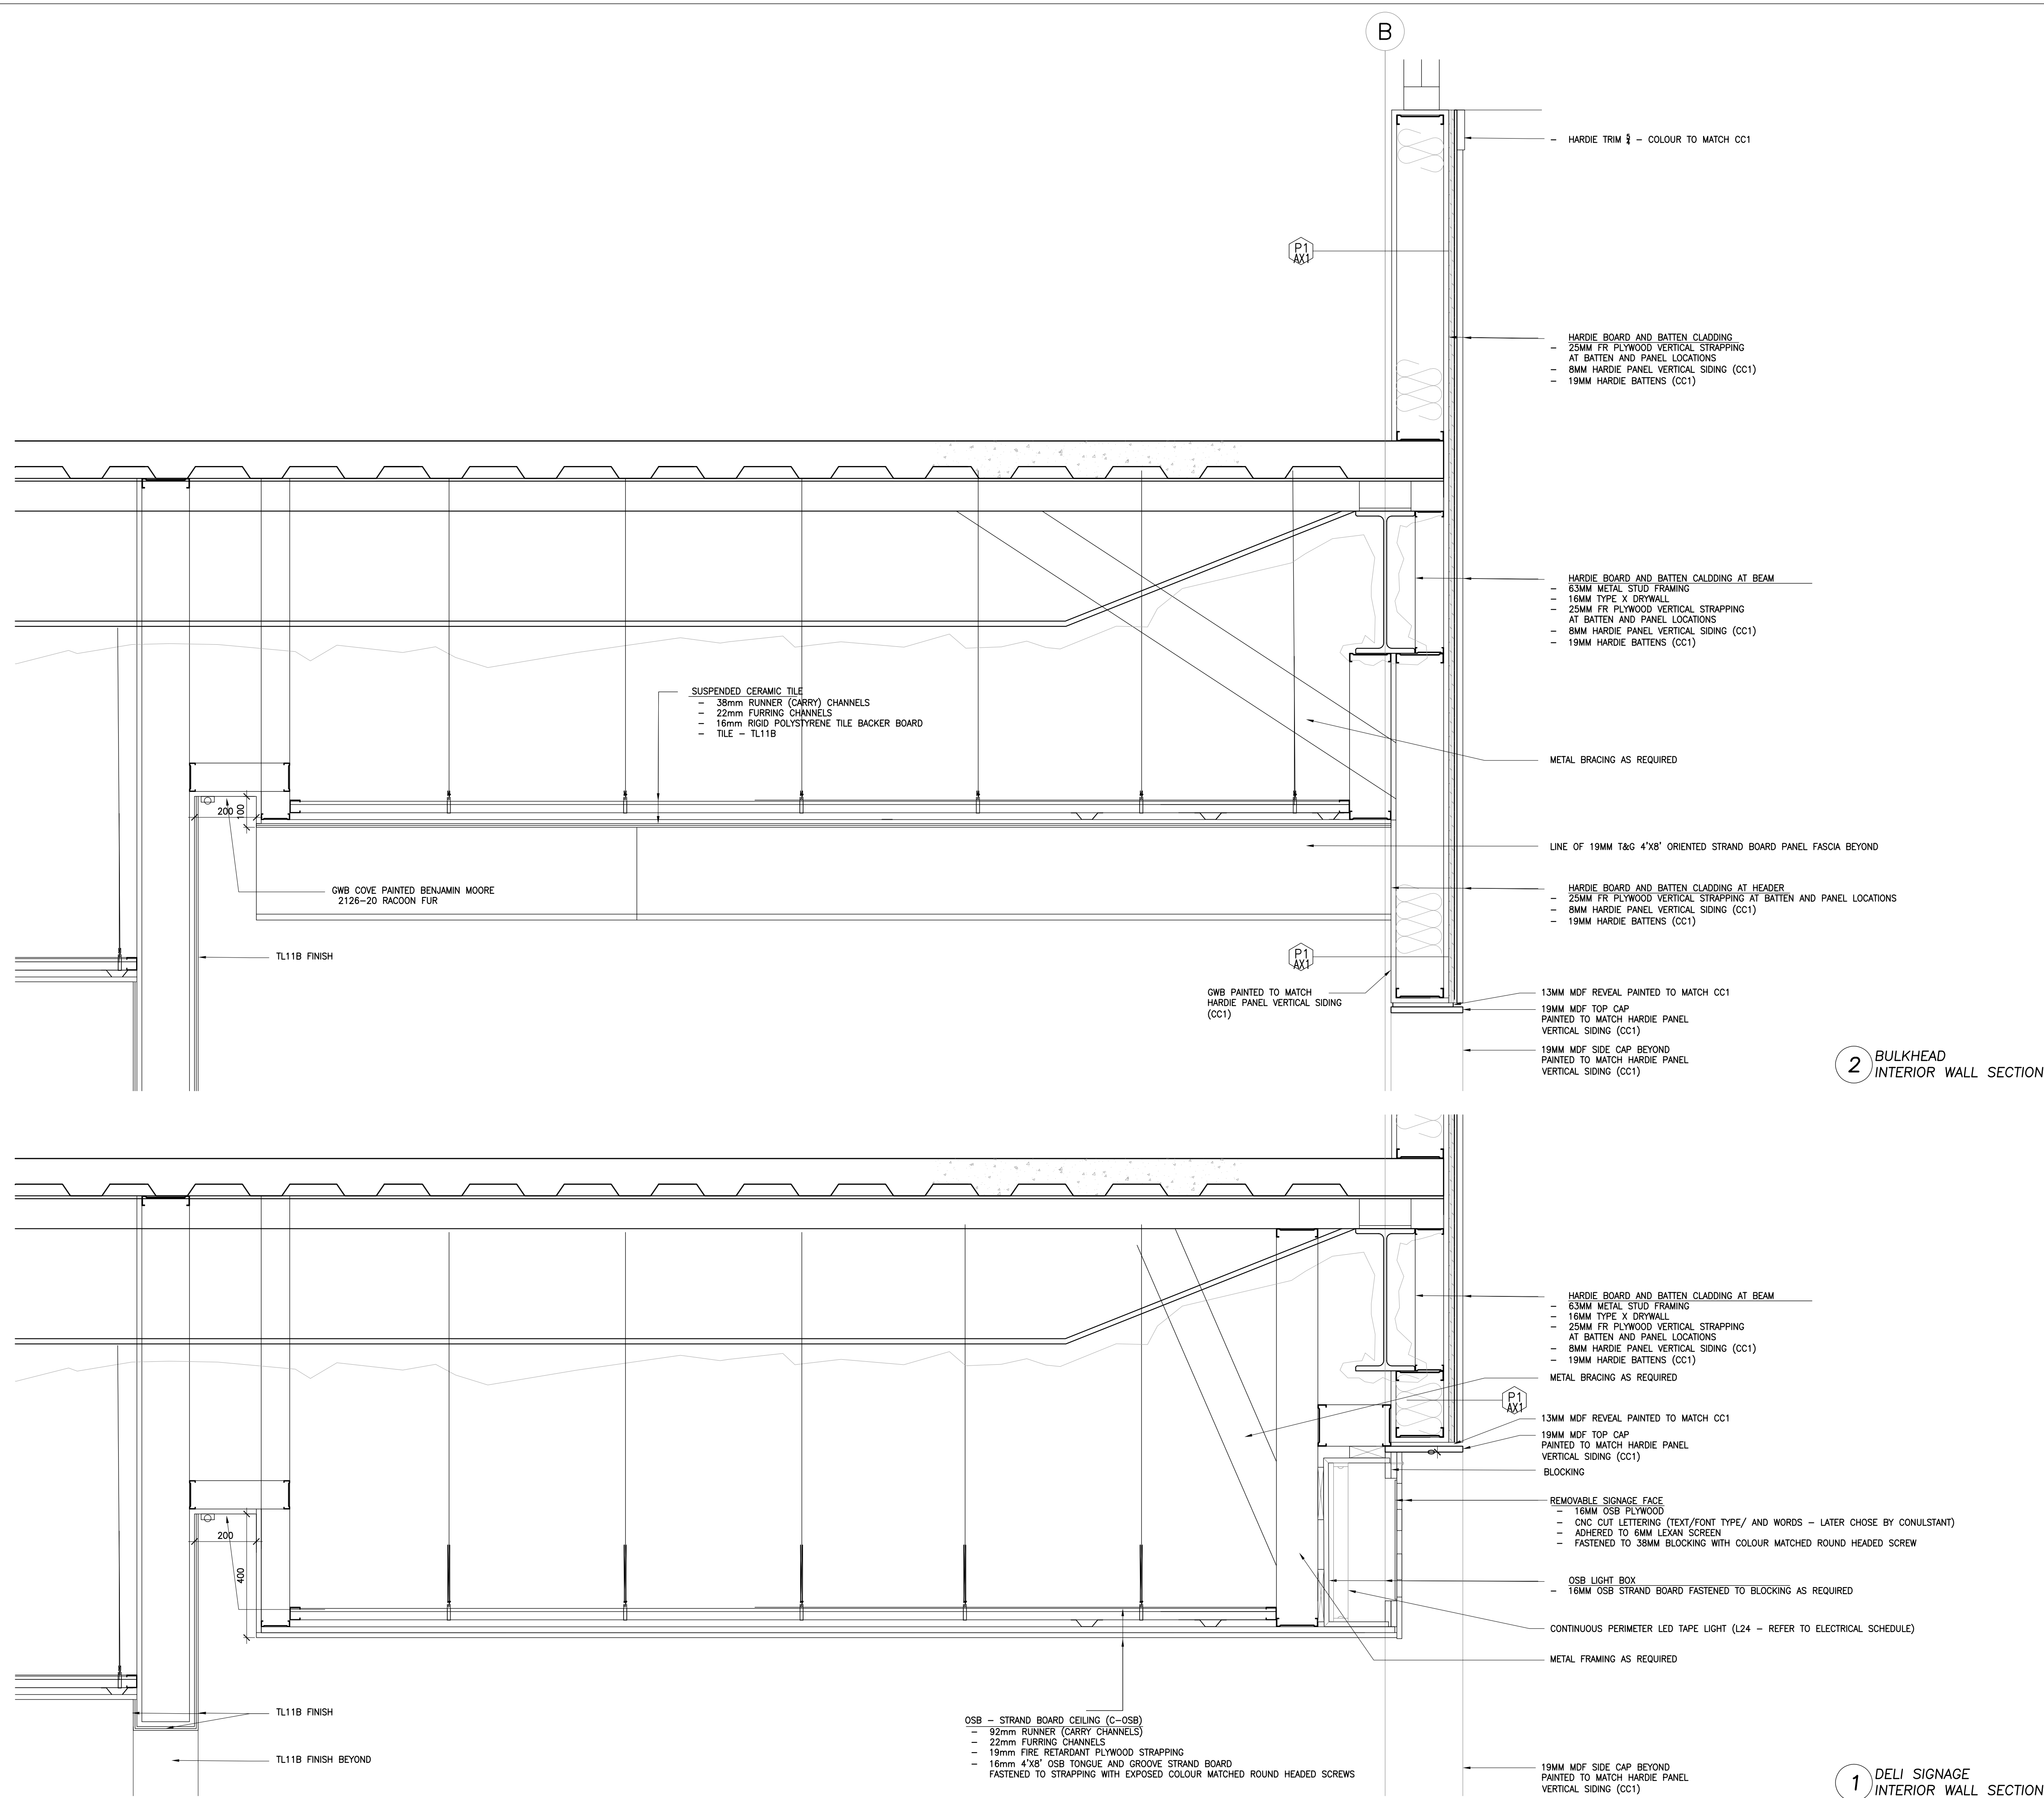 B
- HARDIE TRIM 5/4 - COLOUR TO MATCH CC1
P1
AX1
HARDIE BOARD AND BATTEN CLADDING
- 25MM FR PLYWOOD VERTICAL STRAPPING
AT BATTEN AND PANEL LOCATIONS
- 8MM HARDIE PANEL VERTICAL SIDING (CC1)
- 19MM HARDIE BATTENS (CC1)
HARDIE BOARD AND BATTEN CALDDING AT BEAM
- 63MM METAL STUD FRAMING
- 16MM TYPE X DRYWALL
- 25MM FR PLYWOOD VERTICAL STRAPPING
AT BATTEN AND PANEL LOCATIONS
- 8MM HARDIE PANEL VERTICAL SIDING (CC1)
- 19MM HARDIE BATTENS (CC1)
SUSPENDED CERAMIC TILE
- 38mm RUNNER (CARRY) CHANNELS
- 22mm FURRING CHANNELS
- 16mm RIGID POLYSTYRENE TILE BACKER BOARD
- TILE - TL11B
METAL BRACING AS REQUIRED
200
100
LINE OF 19MM T&G 4'X8' ORIENTED STRAND BOARD PANEL FASCIA BEYOND
GWB COVE PAINTED BENJAMIN MOORE
2126-20 RACOON FUR
HARDIE BOARD AND BATTEN CLADDING AT HEADER
- 25MM FR PLYWOOD VERTICAL STRAPPING AT BATTEN AND PANEL LOCATIONS
- 8MM HARDIE PANEL VERTICAL SIDING (CC1)
- 19MM HARDIE BATTENS (CC1)
TL11B FINISH
P1
AX1
GWB PAINTED TO MATCH
HARDIE PANEL VERTICAL SIDING
(CC1)
13MM MDF REVEAL PAINTED TO MATCH CC1
19MM MDF TOP CAP
PAINTED TO MATCH HARDIE PANEL
VERTICAL SIDING (CC1)
19MM MDF SIDE CAP BEYOND
PAINTED TO MATCH HARDIE PANEL
VERTICAL SIDING (CC1)
2 BULKHEAD
INTERIOR WALL SECTION
HARDIE BOARD AND BATTEN CLADDING AT BEAM
- 63MM METAL STUD FRAMING
- 16MM TYPE X DRYWALL
- 25MM FR PLYWOOD VERTICAL STRAPPING
AT BATTEN AND PANEL LOCATIONS
- 8MM HARDIE PANEL VERTICAL SIDING (CC1)
- 19MM HARDIE BATTENS (CC1)
METAL BRACING AS REQUIRED
P1
AX1
13MM MDF REVEAL PAINTED TO MATCH CC1
19MM MDF TOP CAP
PAINTED TO MATCH HARDIE PANEL
VERTICAL SIDING (CC1)
BLOCKING
REMOVABLE SIGNAGE FACE
- 16MM OSB PLYWOOD
- CNC CUT LETTERING (TEXT/FONT TYPE/ AND WORDS - LATER CHOSE BY CONULSTANT)
- ADHERED TO 6MM LEXAN SCREEN
- FASTENED TO 38MM BLOCKING WITH COLOUR MATCHED ROUND HEADED SCREW
200
400
OSB LIGHT BOX
- 16MM OSB STRAND BOARD FASTENED TO BLOCKING AS REQUIRED
CONTINUOUS PERIMETER LED TAPE LIGHT (L24 - REFER TO ELECTRICAL SCHEDULE)
METAL FRAMING AS REQUIRED
TL11B FINISH
TL11B FINISH BEYOND
OSB - STRAND BOARD CEILING (C-OSB)
- 92mm RUNNER (CARRY CHANNELS)
- 22mm FURRING CHANNELS
- 19mm FIRE RETARDANT PLYWOOD STRAPPING
- 16mm 4'X8' OSB TONGUE AND GROOVE STRAND BOARD
FASTENED TO STRAPPING WITH EXPOSED COLOUR MATCHED ROUND HEADED SCREWS
19MM MDF SIDE CAP BEYOND
PAINTED TO MATCH HARDIE PANEL
VERTICAL SIDING (CC1)
1 DELI SIGNAGE
INTERIOR WALL SECTION